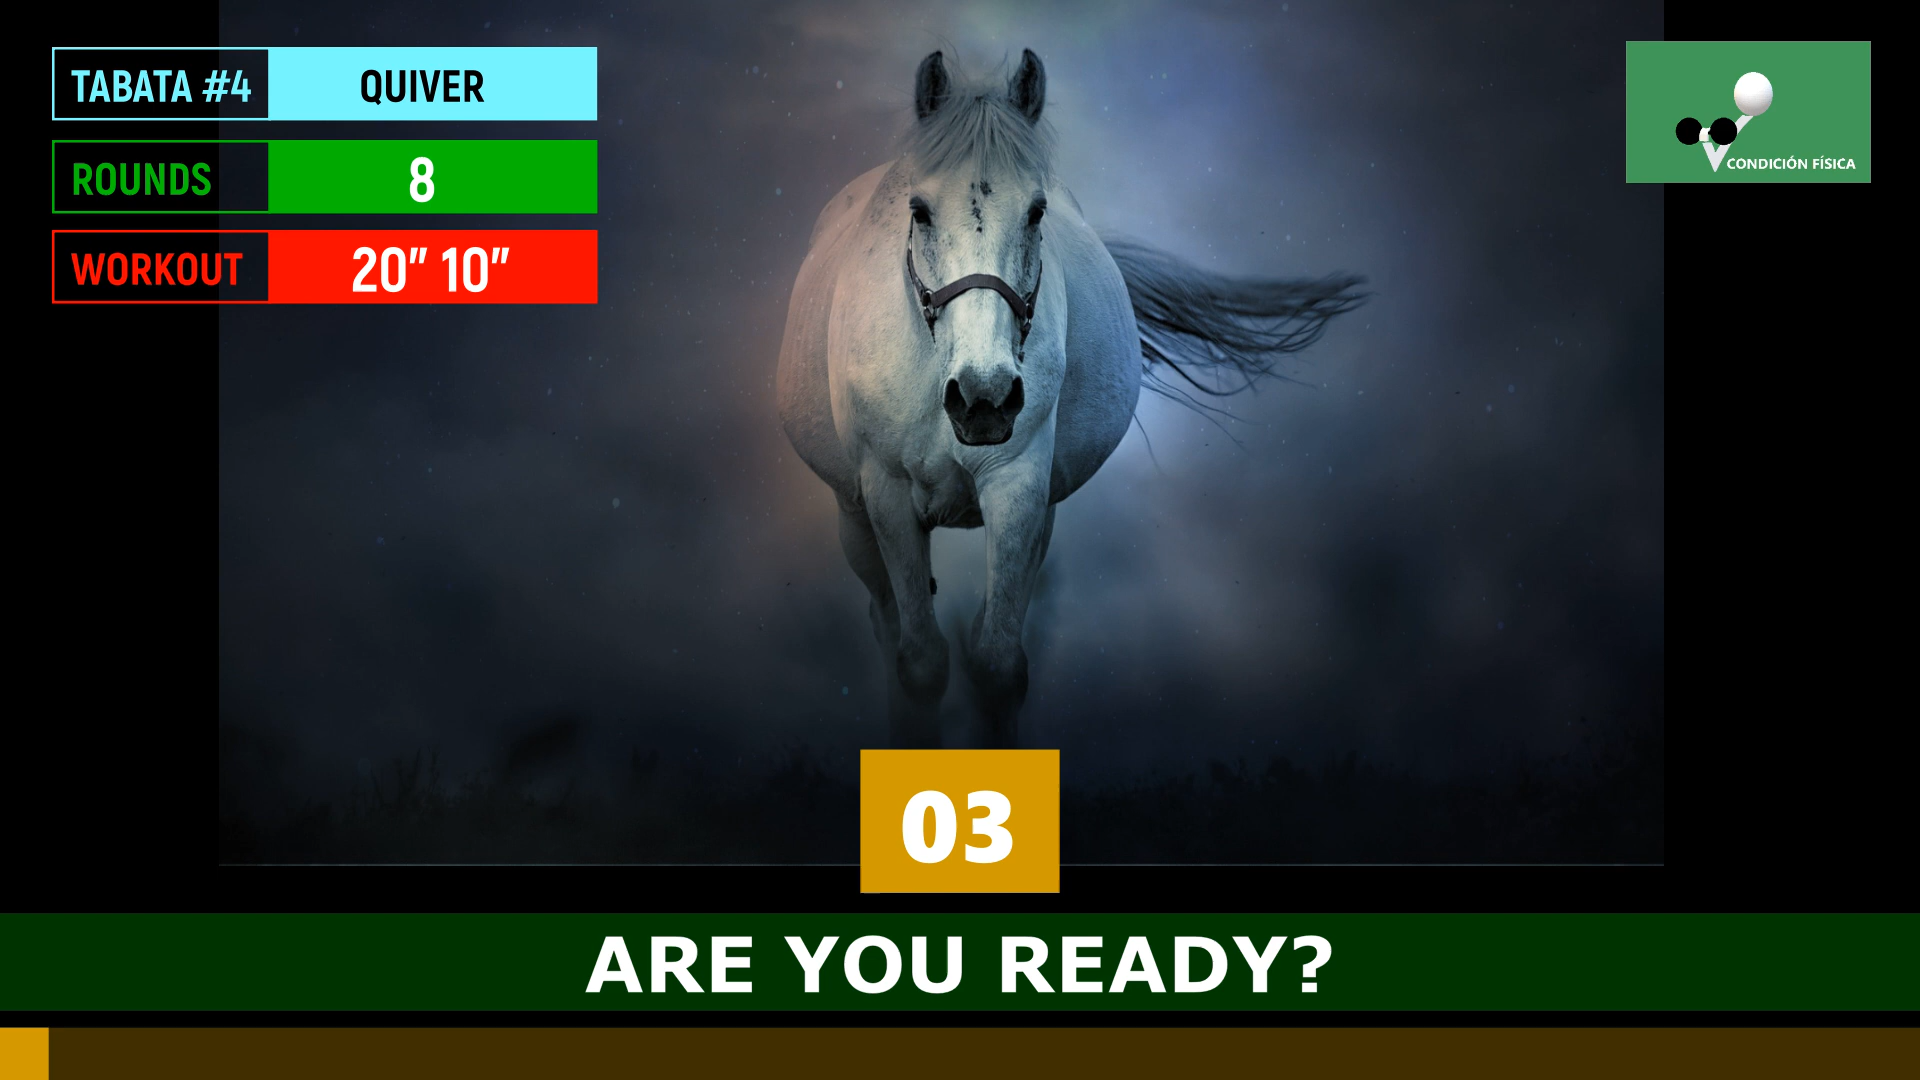 TABATA #4 QUIVER
ROUNDS 8
WORKOUT 20" 10"
CONDICIÓN FÍSICA
03
ARE YOU READY?